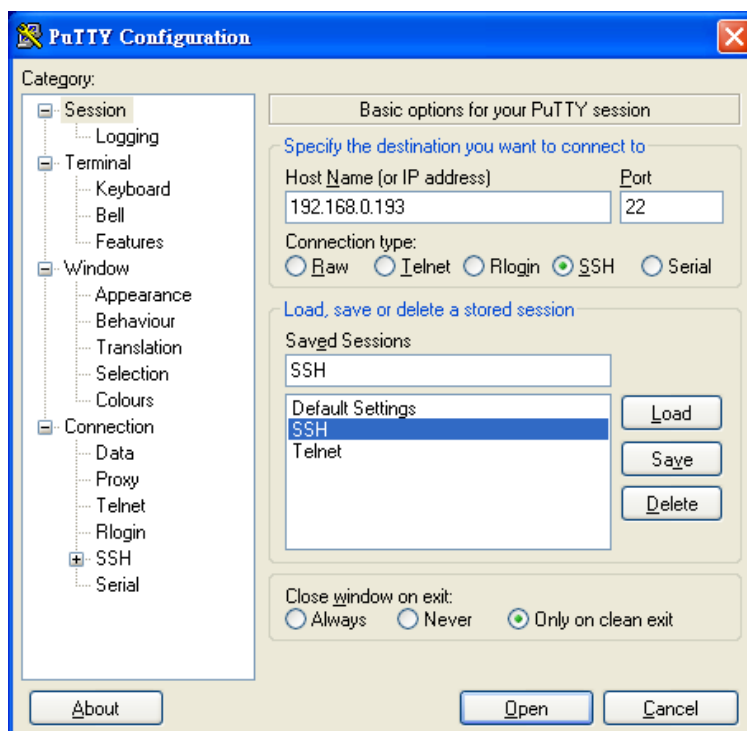 PuTTY Configuration
Category:
Session
Logging
Terminal
Keyboard
Bell
Features
Window
Appearance
Behaviour
Translation
Selection
Colours
Connection
Data
Proxy
Telnet
Rlogin
SSH
Serial
Basic options for your PuTTY session
Specify the destination you want to connect to
Host Name (or IP address) Port
192.168.0.193 22
Connection type:
Raw Telnet Rlogin SSH Serial
Load, save or delete a stored session
Saved Sessions
SSH
Default Settings
SSH
Telnet
Load
Save
Delete
Close window on exit:
Always Never Only on clean exit
About Open Cancel